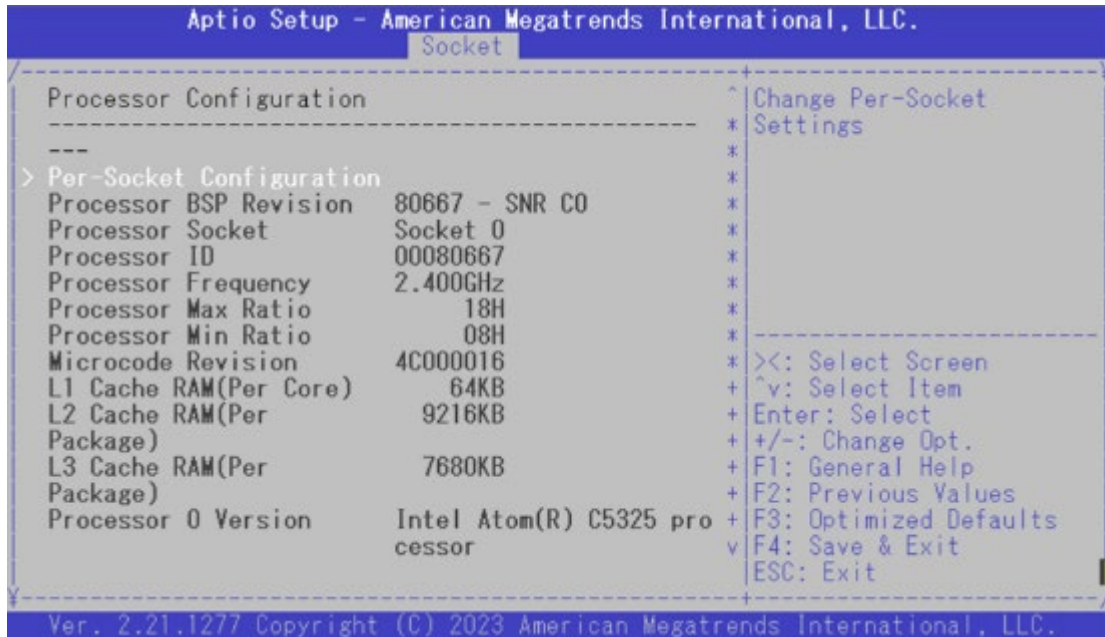 Aptio Setup - American Megatrends International, LLC.
Socket
/-----------------------------------------------------+-------------------------\
Processor Configuration ^|Change Per-Socket
-------------------------------------------------- *|Settings
--- *|
> Per-Socket Configuration *|
Processor BSP Revision 80667 - SNR C0 *|
Processor Socket Socket 0 *|
Processor ID 00080667 *|
Processor Frequency 2.400GHz *|
Processor Max Ratio 18H *|
Processor Min Ratio 08H *|-------------------------
Microcode Revision 4C000016 *|><: Select Screen
L1 Cache RAM(Per Core) 64KB +|^v: Select Item
L2 Cache RAM(Per 9216KB +|Enter: Select
Package) +|+/-: Change Opt.
L3 Cache RAM(Per 7680KB +|F1: General Help
Package) +|F2: Previous Values
Processor 0 Version Intel Atom(R) C5325 pro +|F3: Optimized Defaults
cessor v|F4: Save & Exit
|ESC: Exit
¥-----------------------------------------------------+-------------------------/
Ver. 2.21.1277 Copyright (C) 2023 American Megatrends International, LLC.